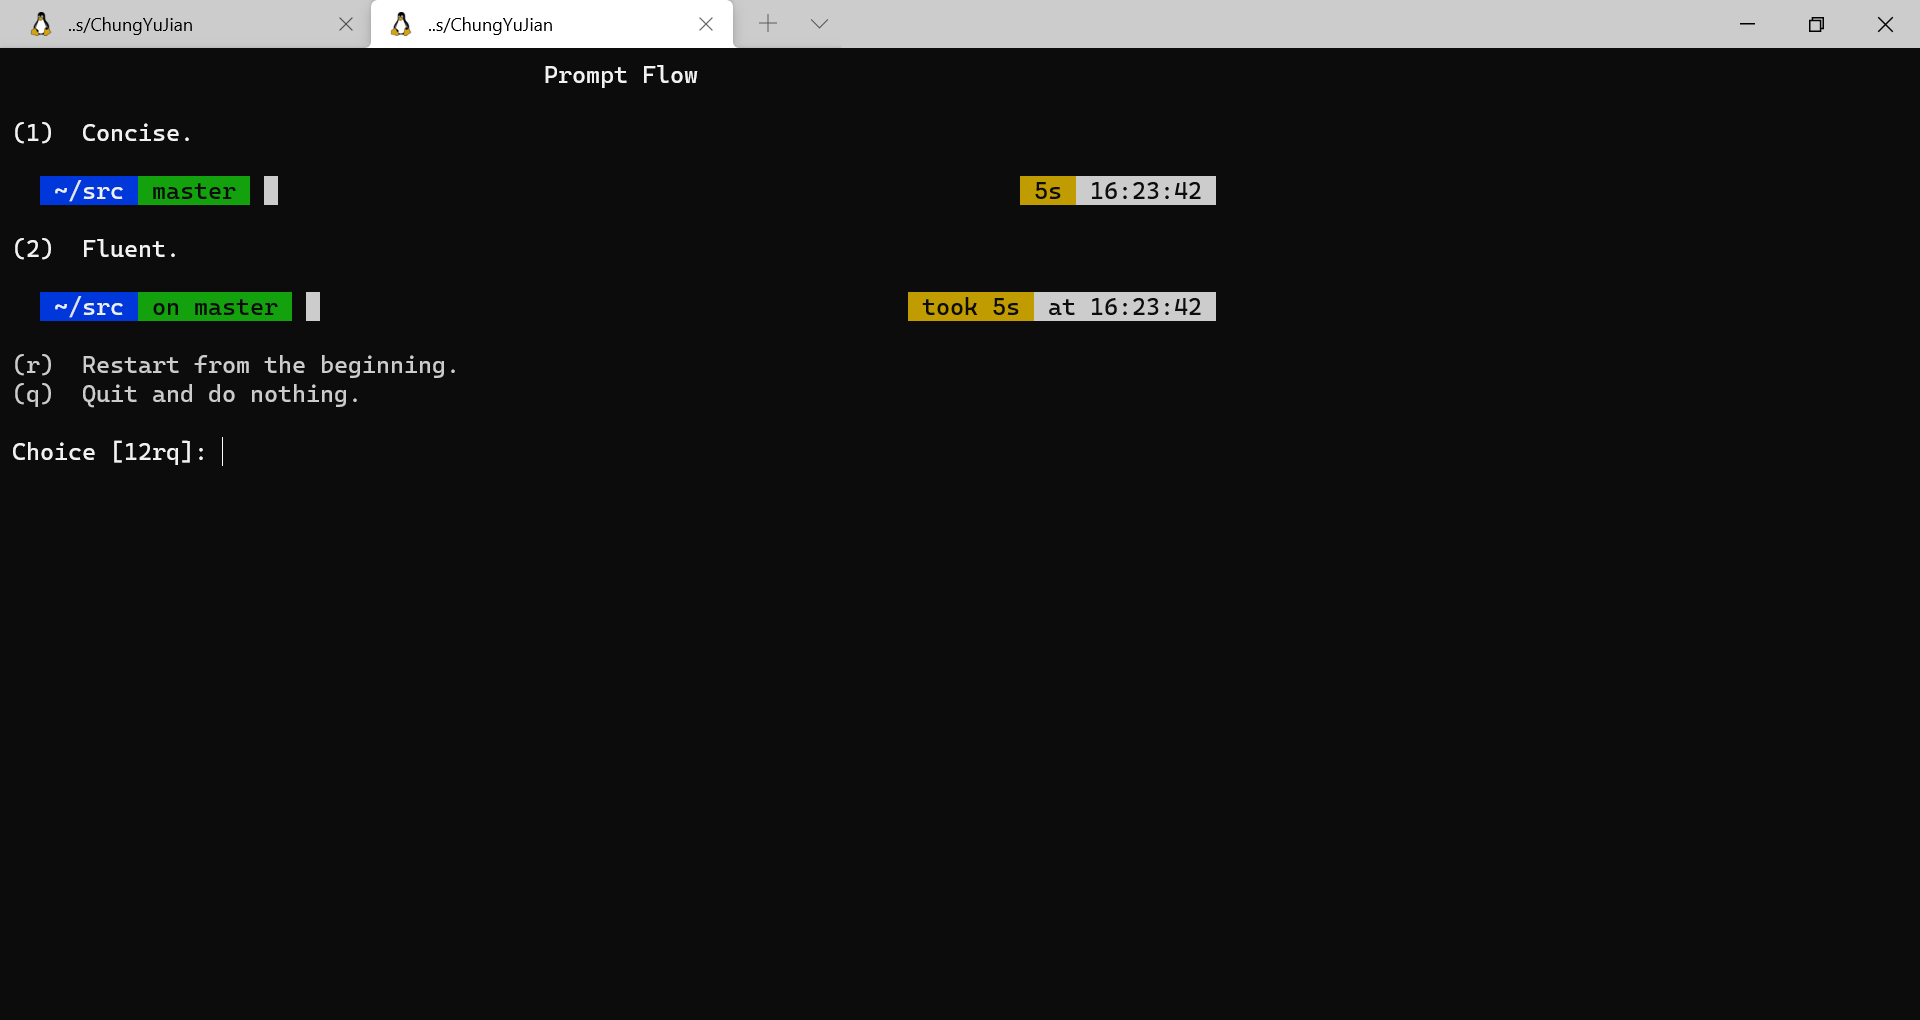 ..s/ChungYuJian ..s/ChungYuJian
Prompt Flow
(1) Concise.
~/src master 5s 16:23:42
(2) Fluent.
~/src on master took 5s at 16:23:42
(r) Restart from the beginning.
(q) Quit and do nothing.
Choice [12rq]: